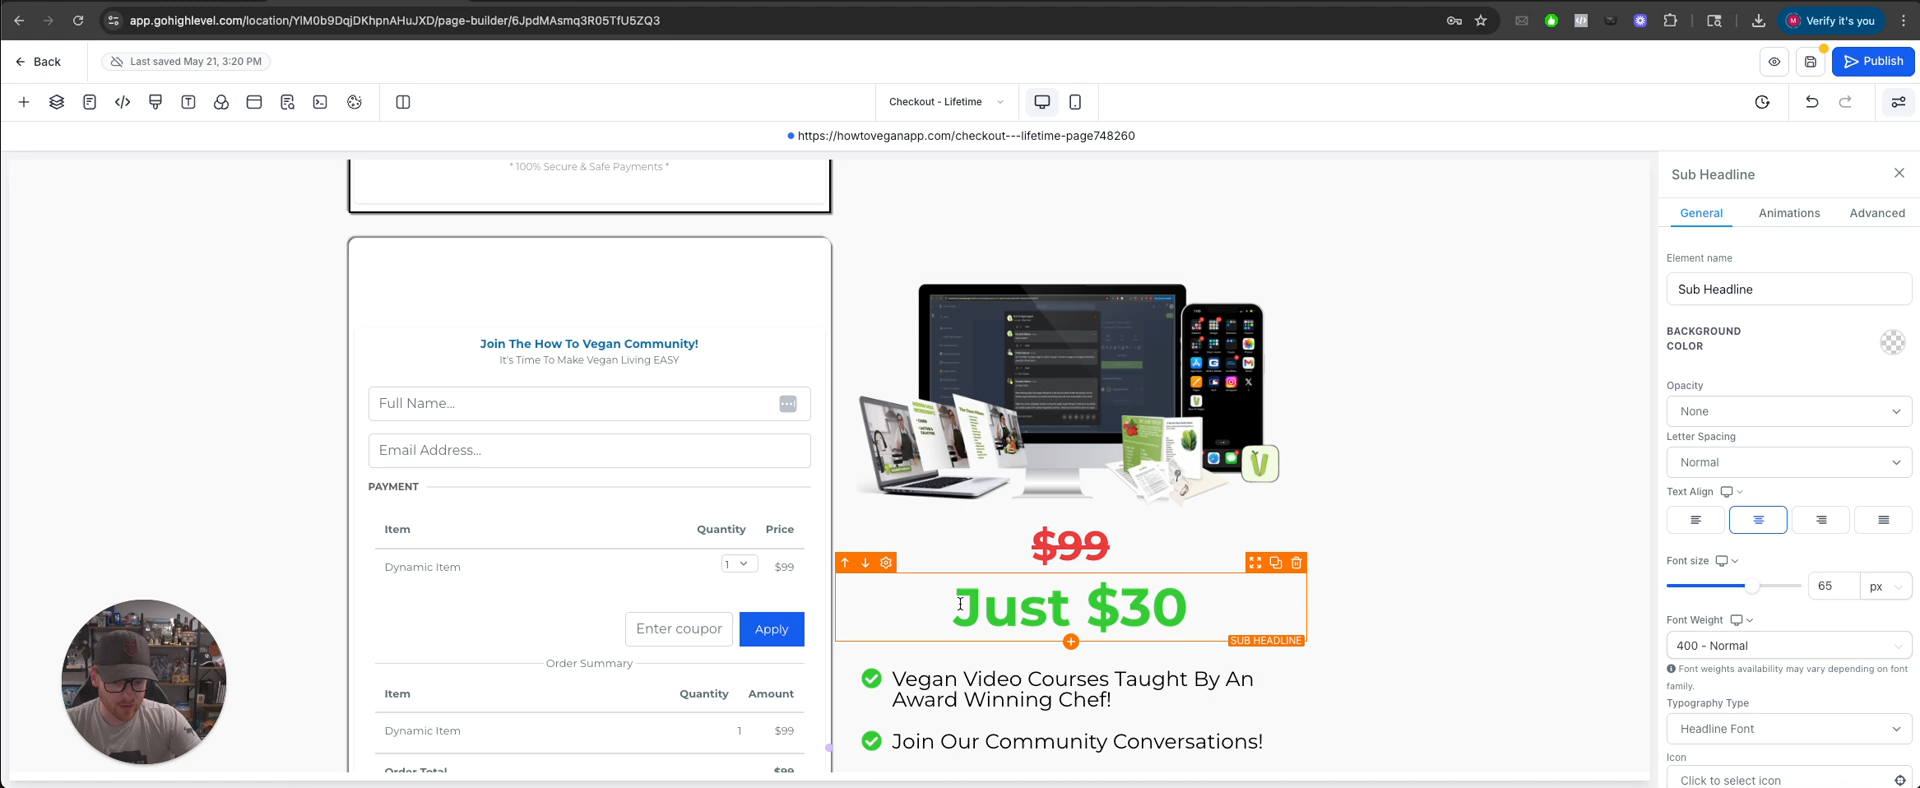 app.gohighlevel.com/location/YlM0b9DqjDKhpnAHuJXD/page-builder/6JpdMAsmq3R05TfU5ZQ3
Verify it's you
Back
Last saved May 21, 3:20 PM
Publish
Checkout - Lifetime
https://howtoveganapp.com/checkout---lifetime-page748260
* 100% Secure & Safe Payments *
Join The How To Vegan Community!
It's Time To Make Vegan Living EASY
Full Name...
Email Address...
PAYMENT
Item Quantity Price
Dynamic Item 1 $99
Enter coupon Apply
Order Summary
Item Quantity Amount
Dynamic Item 1 $99
Order Total $99
$99
Just $30
SUB HEADLINE
Vegan Video Courses Taught By An
Award Winning Chef!
Join Our Community Conversations!
Sub Headline
General Animations Advanced
Element name
Sub Headline
BACKGROUND
COLOR
Opacity
None
Letter Spacing
Normal
Text Align
Font size
65 px
Font Weight
400 - Normal
Font weights availability may vary depending on font
family.
Typography Type
Headline Font
Icon
Click to select icon